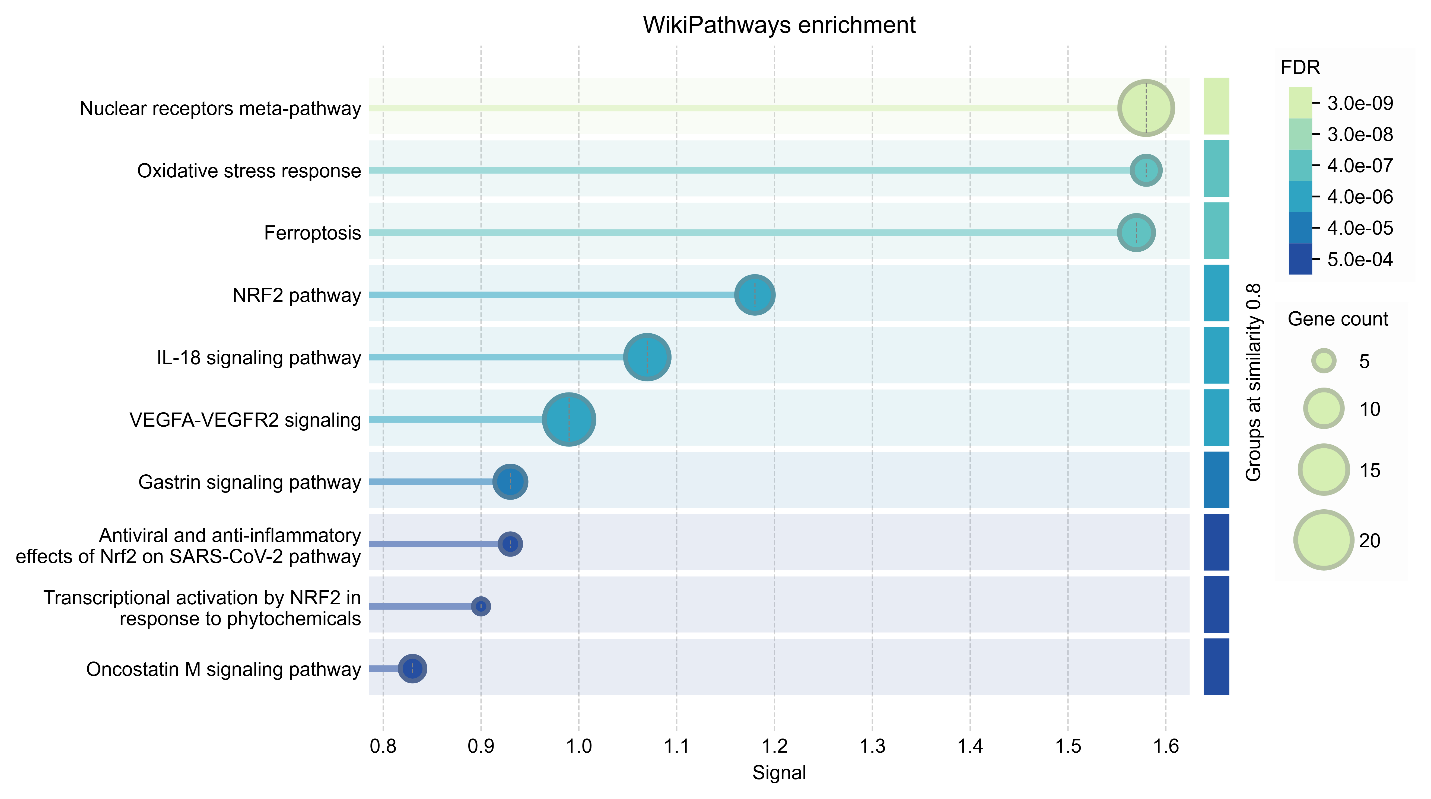 WikiPathways enrichment
Nuclear receptors meta-pathway
Oxidative stress response
Ferroptosis
NRF2 pathway
IL-18 signaling pathway
VEGFA-VEGFR2 signaling
Gastrin signaling pathway
Antiviral and anti-inflammatory
effects of Nrf2 on SARS-CoV-2 pathway
Transcriptional activation by NRF2 in
response to phytochemicals
Oncostatin M signaling pathway
0.8 0.9 1.0 1.1 1.2 1.3 1.4 1.5 1.6
Signal
Groups at similarity 0.8
FDR
3.0e-09
3.0e-08
4.0e-07
4.0e-06
4.0e-05
5.0e-04
Gene count
5
10
15
20